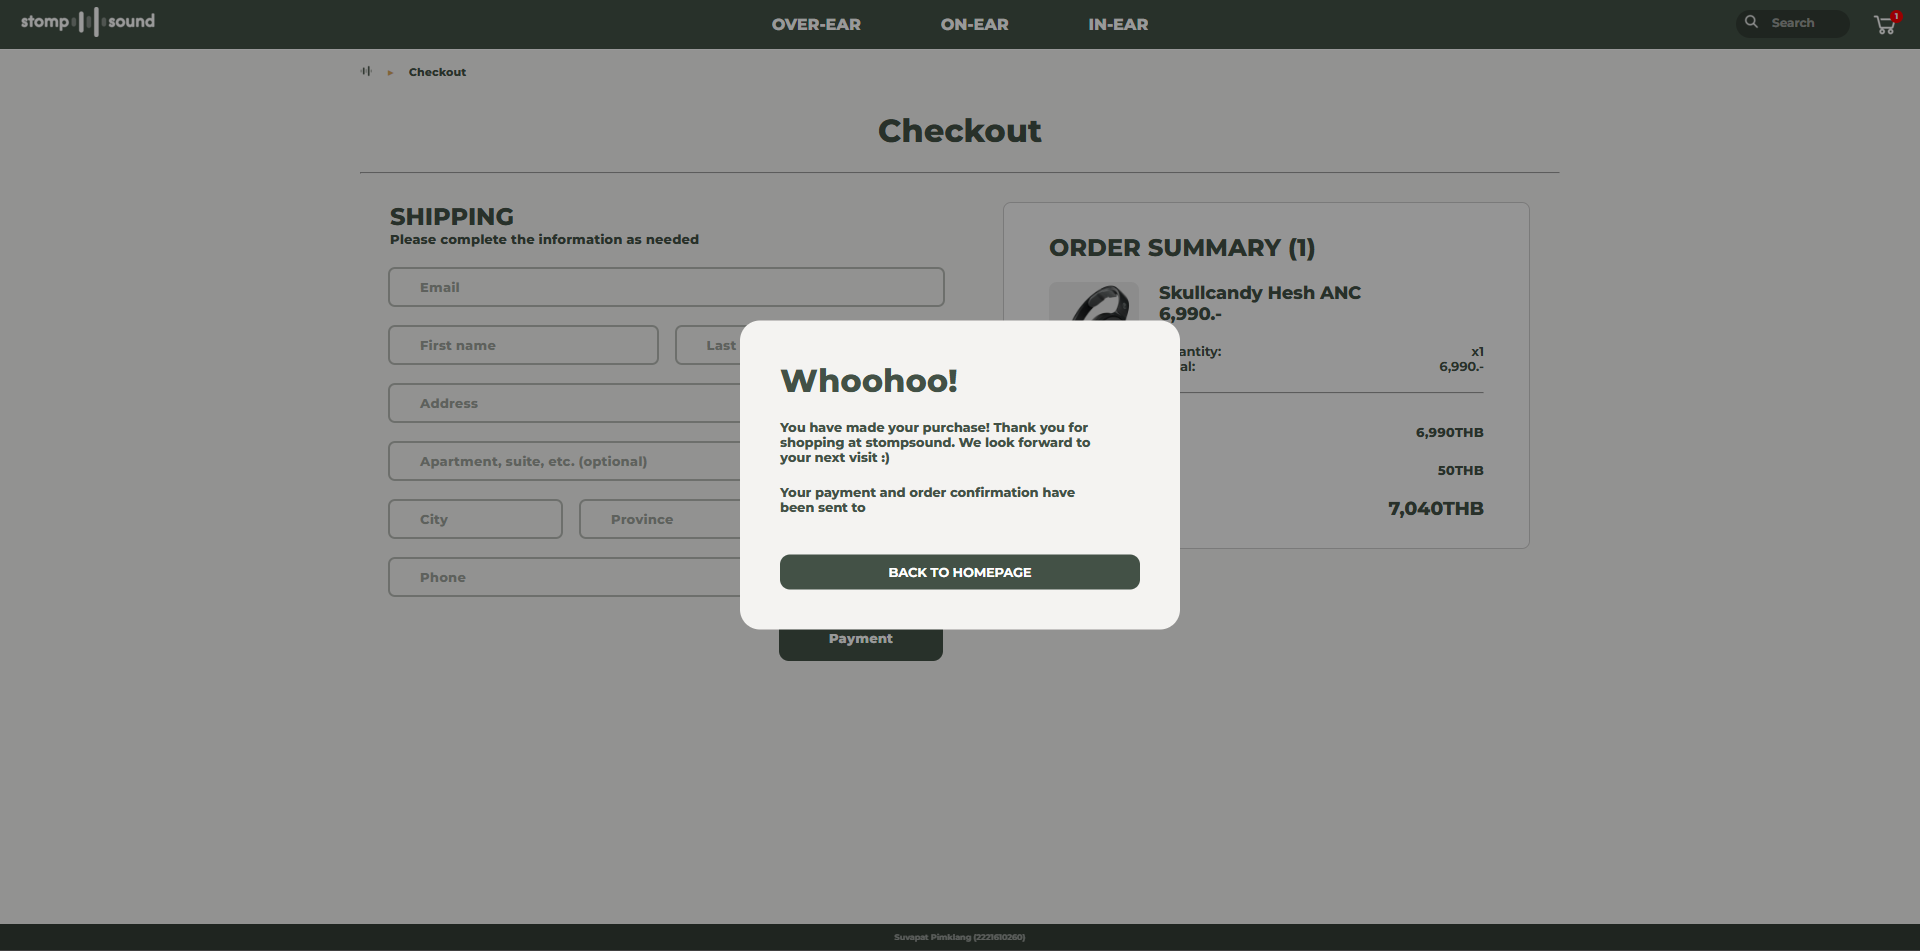 stomp sound
OVER-EAR
ON-EAR
IN-EAR
Search
1
Checkout
Checkout
SHIPPING
Please complete the information as needed
Email
First name
Last
Address
Apartment, suite, etc. (optional)
City
Province
Phone
Payment
ORDER SUMMARY (1)
Skullcandy Hesh ANC
6,990.-
antity:
x1
al:
6,990.-
6,990THB
50THB
7,040THB
Whoohoo!
You have made your purchase! Thank you for
shopping at stompsound. We look forward to
your next visit :)
Your payment and order confirmation have
been sent to
BACK TO HOMEPAGE
Suvapat Pimklang (2221610260)